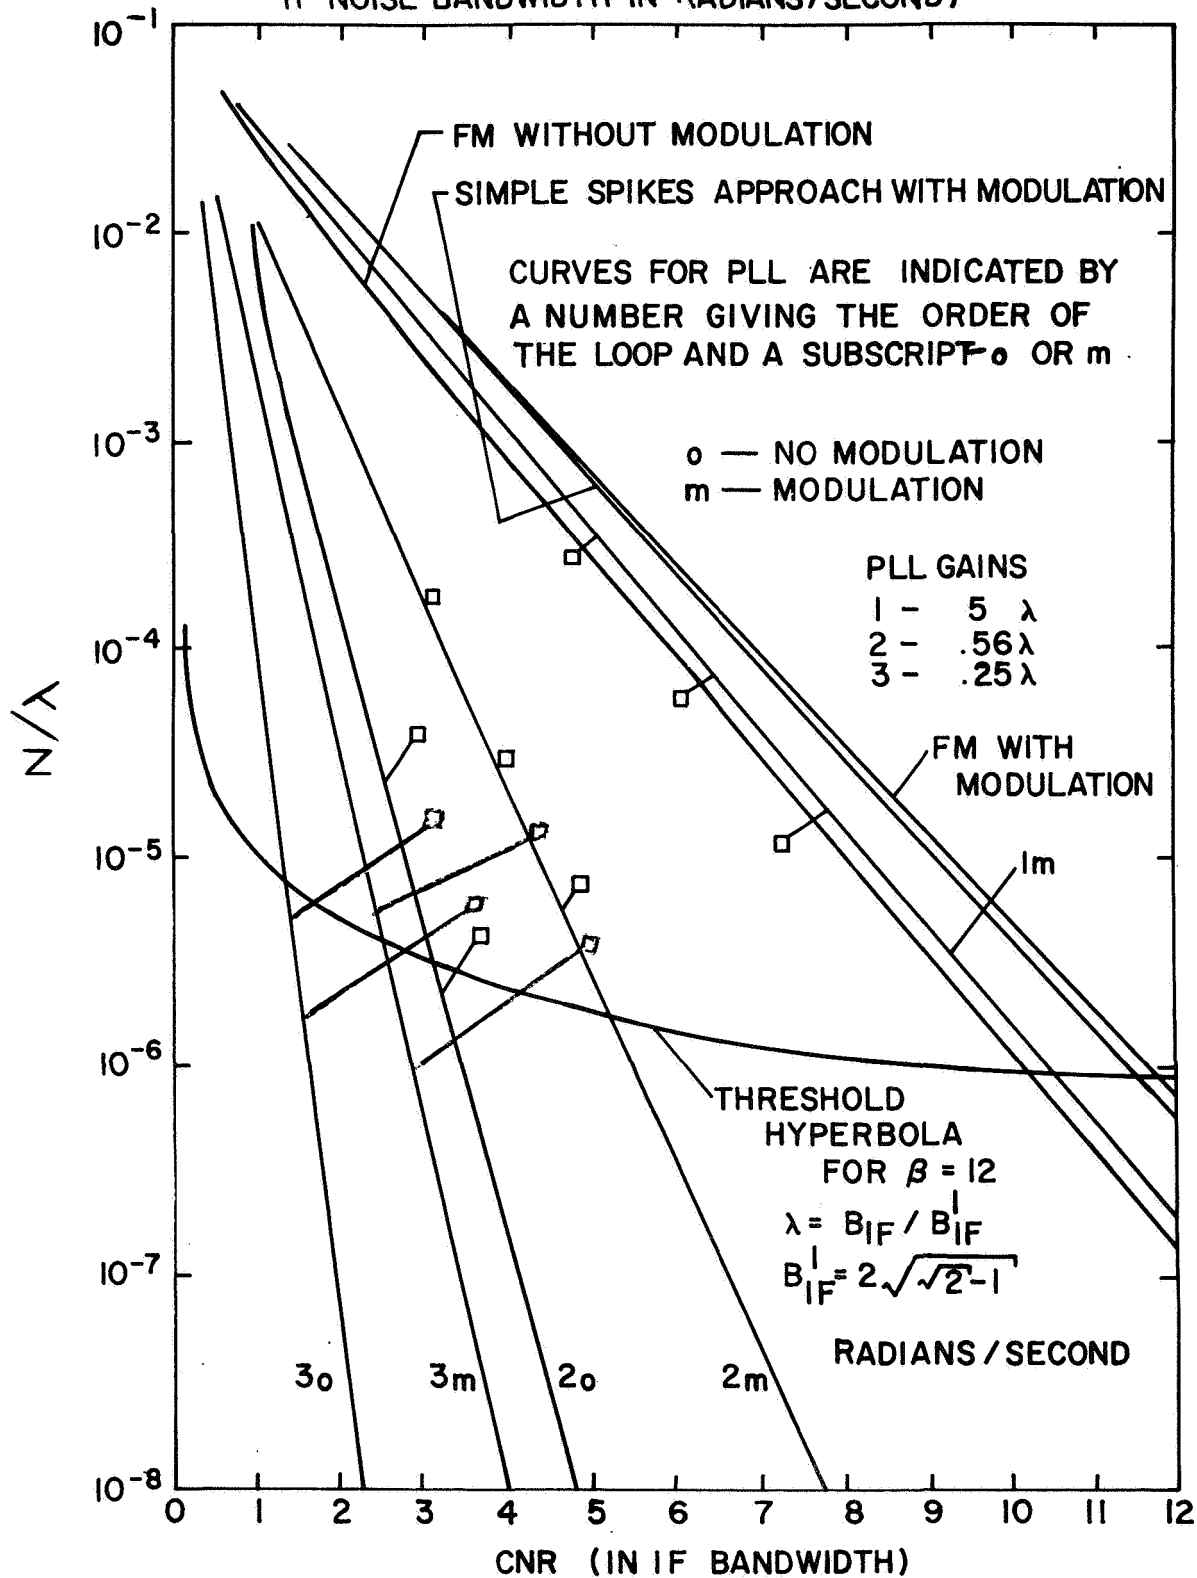 IF NOISE BANDWIDTH IN RADIANS/SECOND)
10^-1
FM WITHOUT MODULATION
SIMPLE SPIKES APPROACH WITH MODULATION
10^-2
CURVES FOR PLL ARE INDICATED BY
A NUMBER GIVING THE ORDER OF
THE LOOP AND A SUBSCRIPT o OR m
10^-3
o — NO MODULATION
m — MODULATION
PLL GAINS
1 - 5 λ
2 - .56λ
3 - .25λ
10^-4
N/λ
FM WITH
MODULATION
10^-5
1m
10^-6
THRESHOLD
HYPERBOLA
FOR β = 12
λ = B_IF / B'_IF
B'_IF = 2√(√2-1)
10^-7
RADIANS/SECOND
3o 3m 2o 2m
10^-8
0 1 2 3 4 5 6 7 8 9 10 11 12
CNR (IN IF BANDWIDTH)